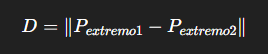 D = ‖P_{extremo1} − P_{extremo2}‖